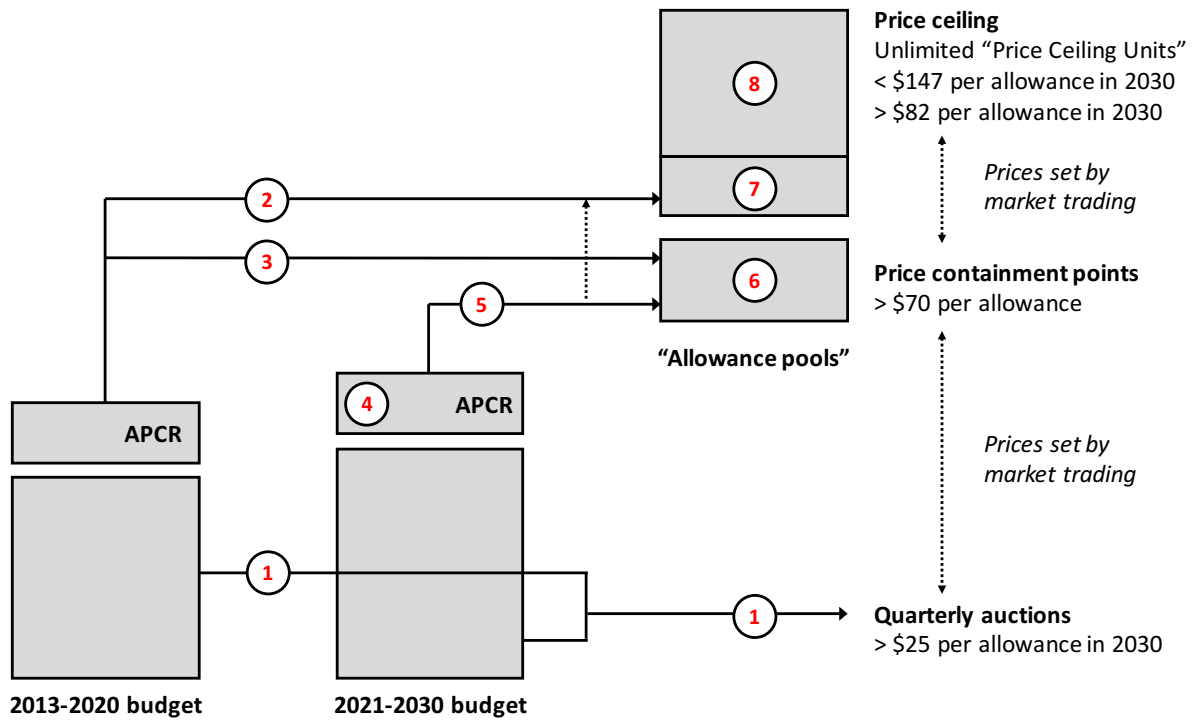 Price ceiling
Unlimited “Price Ceiling Units”
< $147 per allowance in 2030
> $82 per allowance in 2030
8
7
2
Prices set by
market trading
3
6
Price containment points
> $70 per allowance
5
“Allowance pools”
4
APCR
APCR
Prices set by
market trading
1
1
Quarterly auctions
> $25 per allowance in 2030
2013-2020 budget
2021-2030 budget